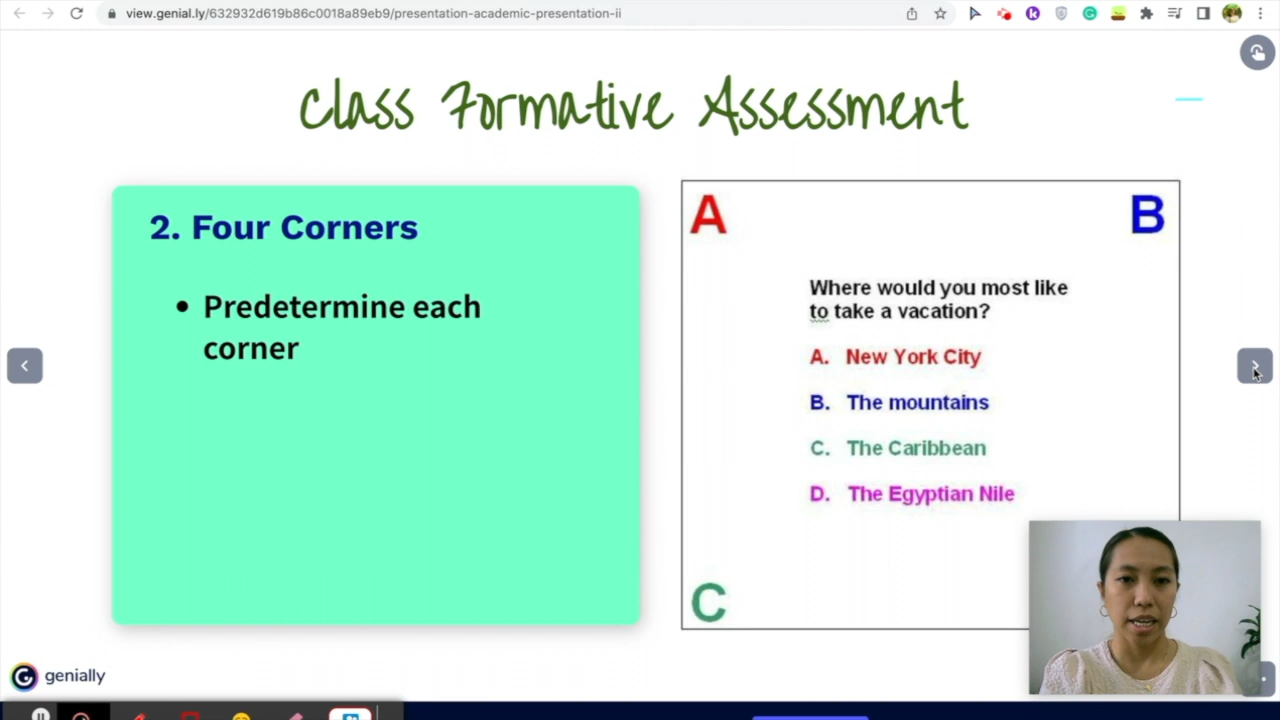 view.genial.ly/632932d619b86c0018a89eb9/presentation-academic-presentation-ii
Class Formative Assessment
2. Four Corners
• Predetermine each
corner
A
B
Where would you most like
to take a vacation?
A. New York City
B. The mountains
C. The Caribbean
D. The Egyptian Nile
C
genially